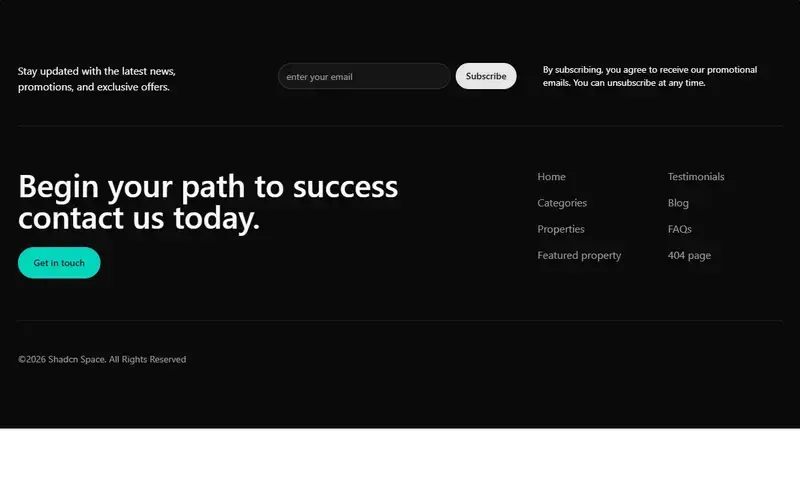 Stay updated with the latest news,
promotions, and exclusive offers.
enter your email
Subscribe
By subscribing, you agree to receive our promotional
emails. You can unsubscribe at any time.
Begin your path to success
contact us today.
Get in touch
Home
Categories
Properties
Featured property
Testimonials
Blog
FAQs
404 page
©2026 Shadcn Space. All Rights Reserved